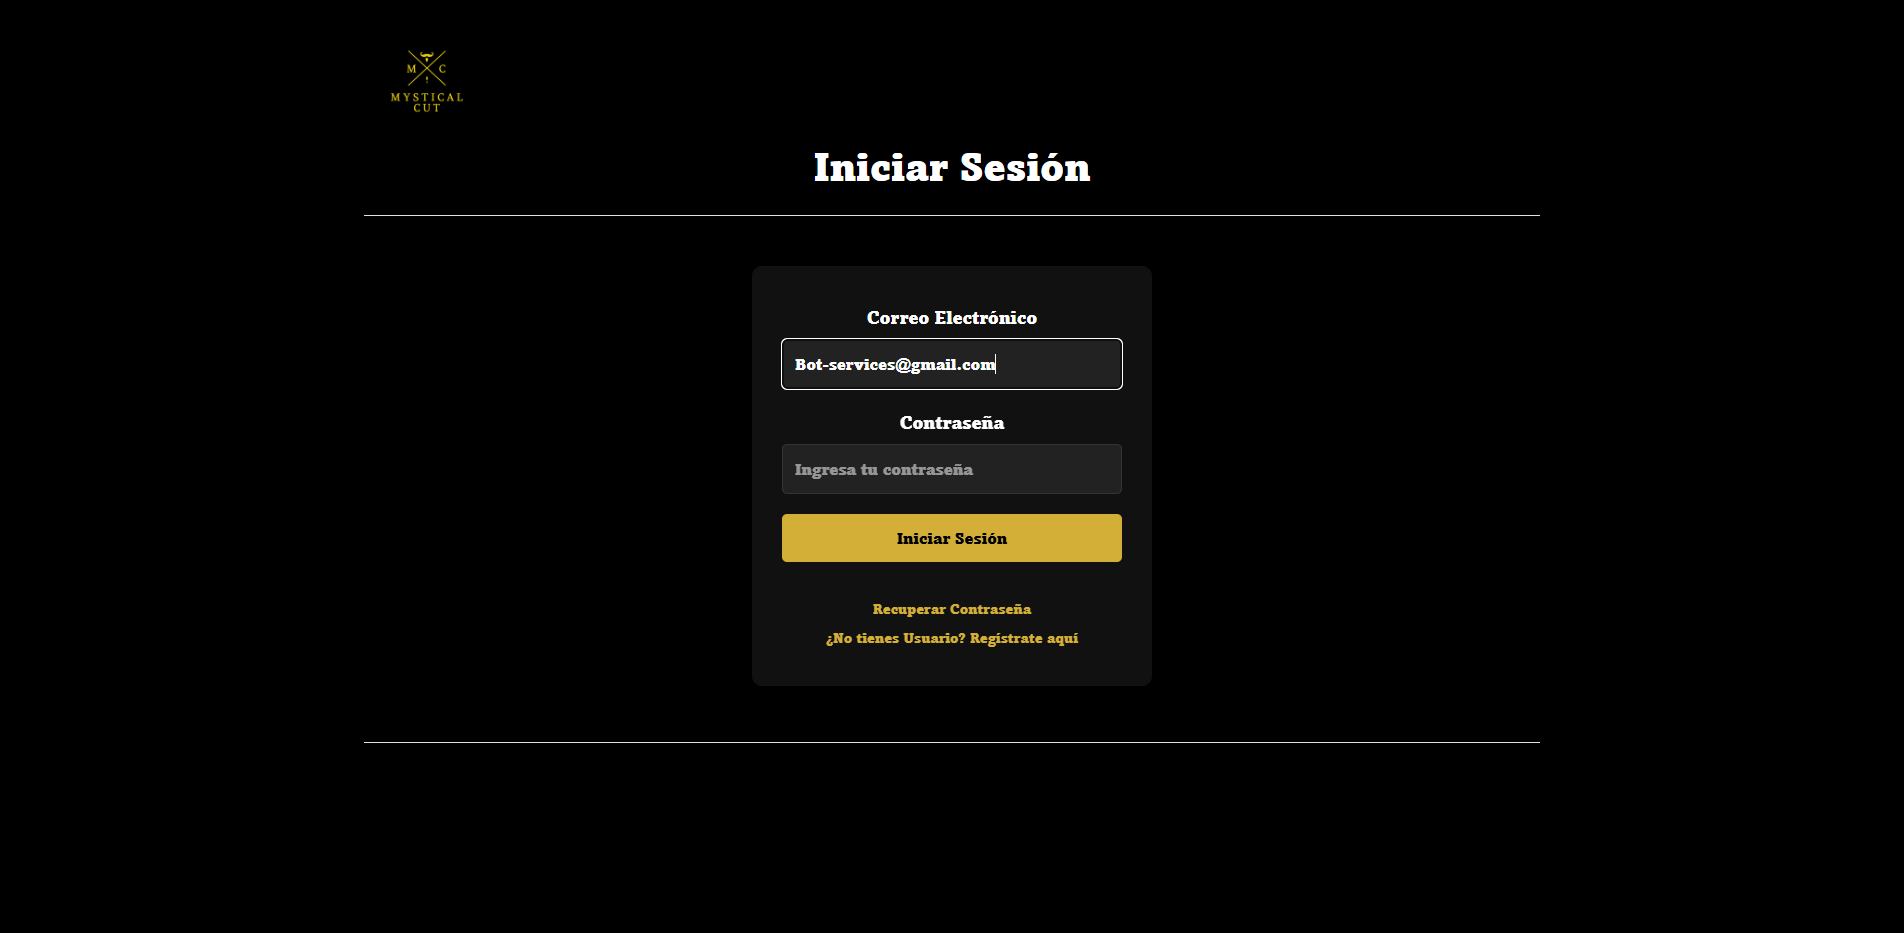 M C
MYSTICAL
CUT
Iniciar Sesión
Correo Electrónico
Bot-services@gmail.com
Contraseña
Ingresa tu contraseña
Iniciar Sesión
Recuperar Contraseña
¿No tienes Usuario? Regístrate aquí